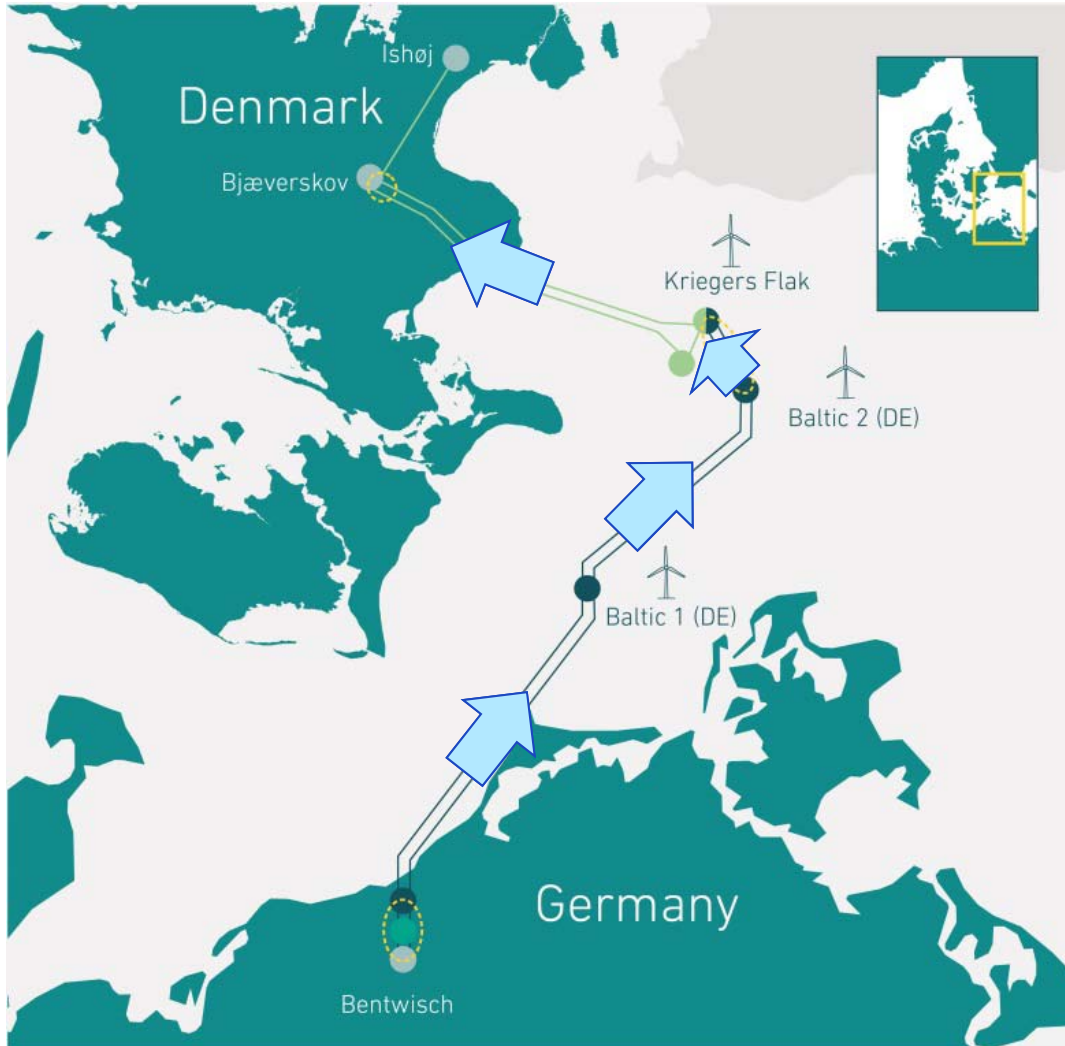 Ishøj
Denmark
Bjæverskov
Kriegers Flak
Baltic 2 (DE)
Baltic 1 (DE)
Germany
Bentwisch